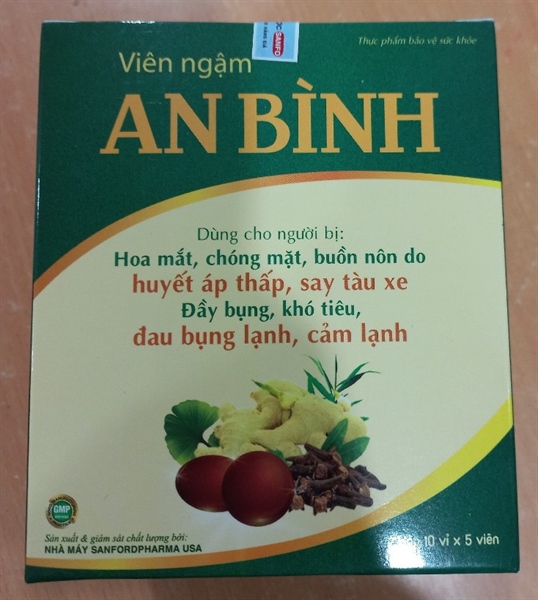 SANFO
Thực phẩm bảo vệ sức khỏe
Viên ngậm
AN BÌNH
Dùng cho người bị:
Hoa mắt, chóng mặt, buồn nôn do
huyết áp thấp, say tàu xe
Đầy bụng, khó tiêu,
đau bụng lạnh, cảm lạnh
GMP
Sản xuất & giám sát chất lượng bởi:
NHÀ MÁY SANFORDPHARMA USA
10 vỉ x 5 viên